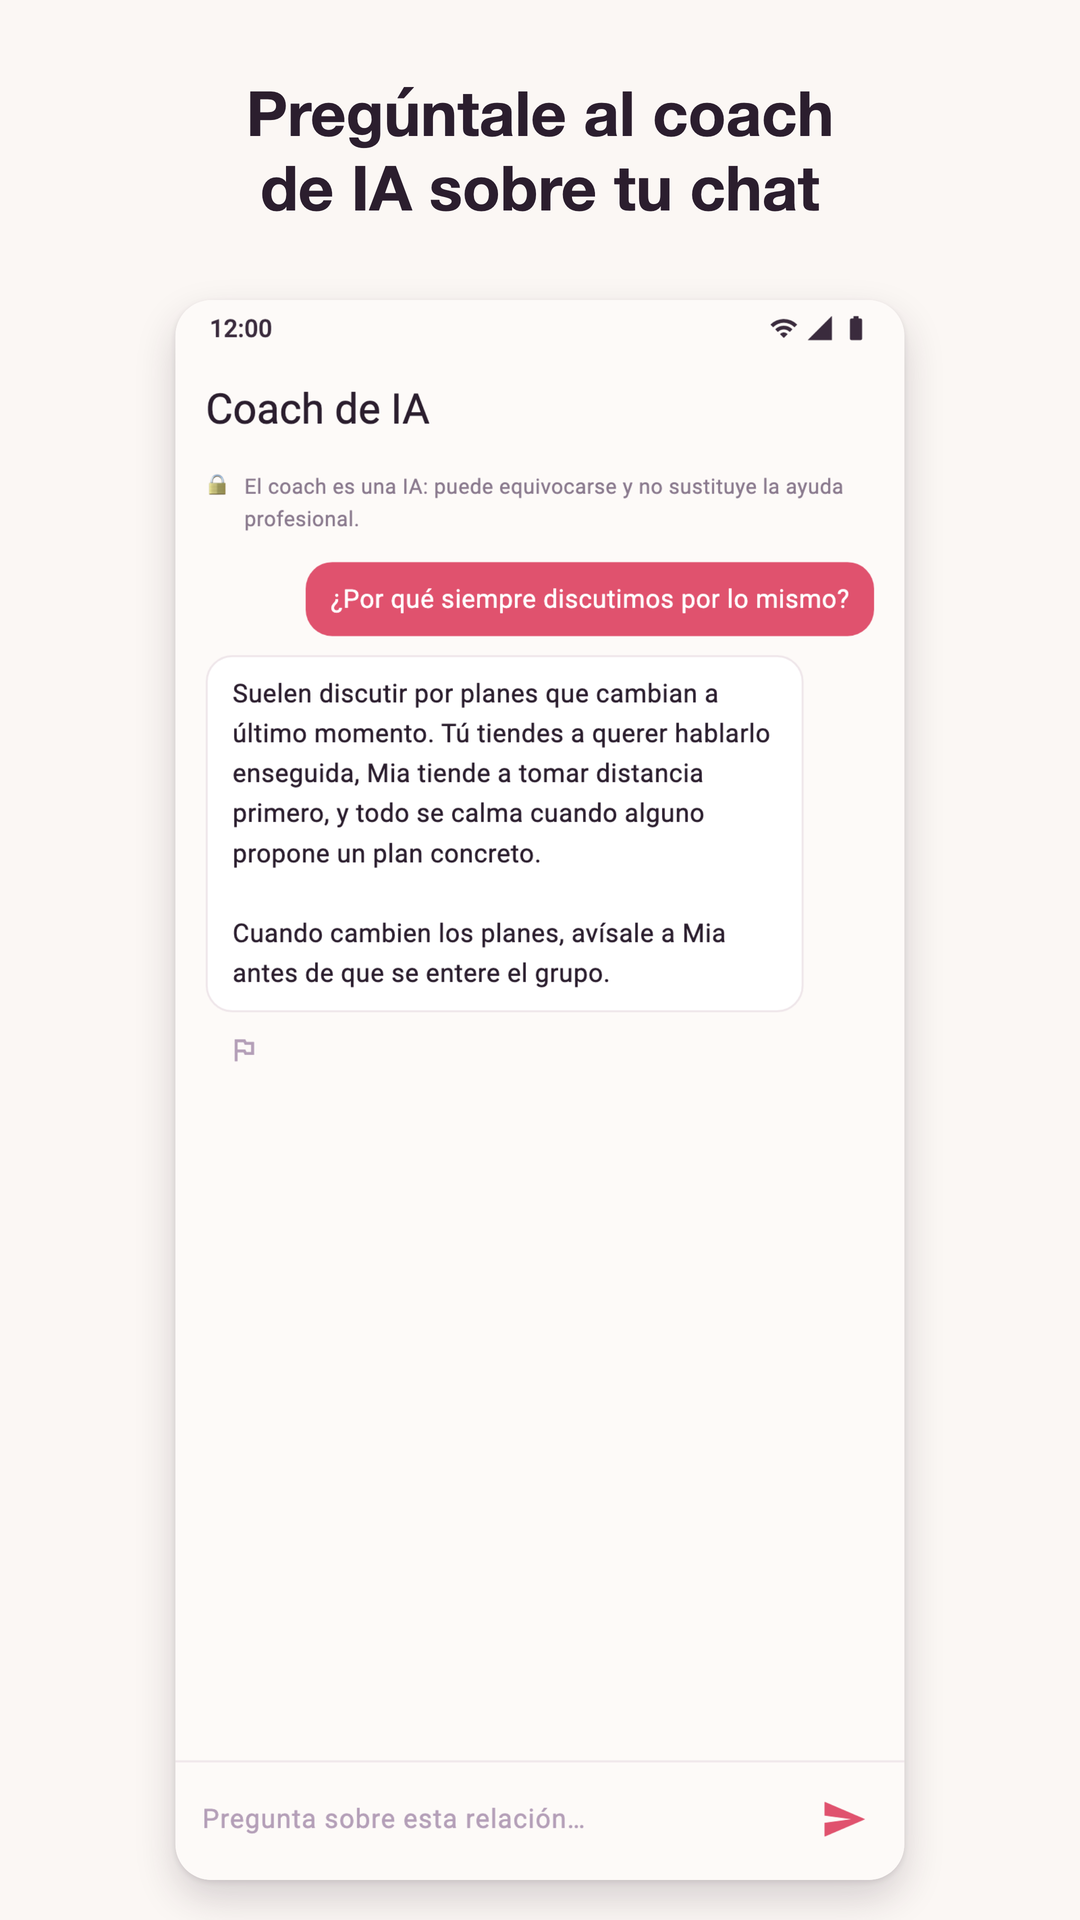 Pregúntale al coach
de IA sobre tu chat
12:00
Coach de IA
El coach es una IA: puede equivocarse y no sustituye la ayuda
profesional.
¿Por qué siempre discutimos por lo mismo?
Suelen discutir por planes que cambian a
último momento. Tú tiendes a querer hablarlo
enseguida, Mia tiende a tomar distancia
primero, y todo se calma cuando alguno
propone un plan concreto.
Cuando cambien los planes, avísale a Mia
antes de que se entere el grupo.
Pregunta sobre esta relación…